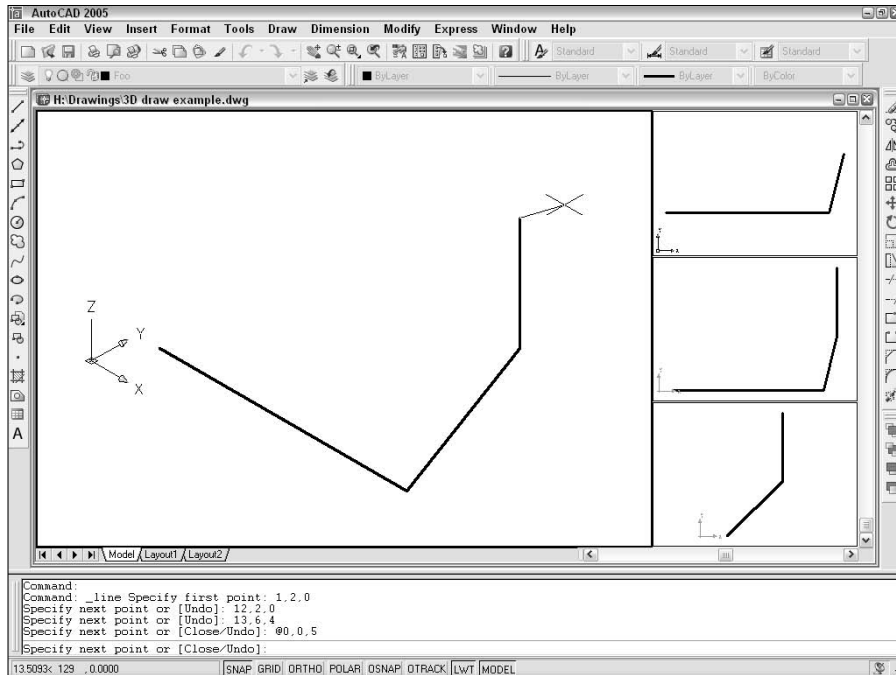 AutoCAD 2005
File Edit View Insert Format Tools Draw Dimension Modify Express Window Help
Standard Standard Standard
Foo ByLayer ByLayer ByLayer ByColor
H:\Drawings\3D draw example.dwg
Z
Y
X
A
Model Layout1 Layout2
Command:
Command: _line Specify first point: 1,2,0
Specify next point or [Undo]: 12,2,0
Specify next point or [Undo]: 13,6,4
Specify next point or [Close/Undo]: @0,0,5
Specify next point or [Close/Undo]:
13.5093< 129 , 0.0000 SNAP GRID ORTHO POLAR OSNAP OTRACK LWT MODEL